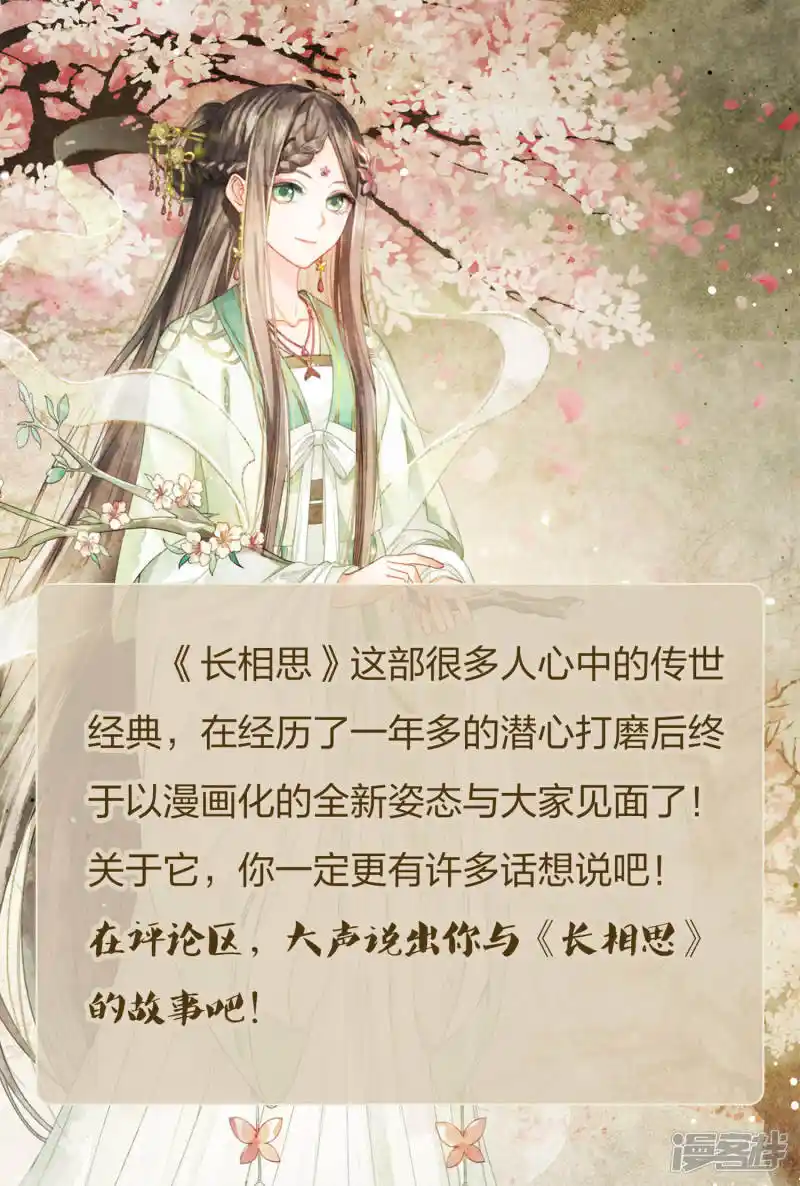 《长相思》这部很多人心中的传世
经典，在经历了一年多的潜心打磨后终
于以漫画化的全新姿态与大家见面了！
关于它，你一定更有许多话想说吧！
在评论区，大声说出你与《长相思》
的故事吧！
漫客栈